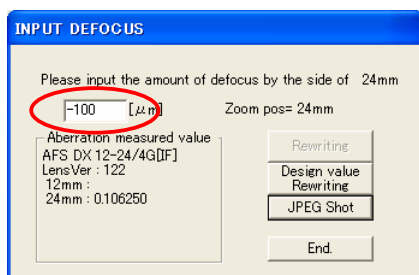 INPUT DEFOCUS
Please input the amount of defocus by the side of 24mm
-100 [μm] Zoom pos= 24mm
Aberration measured value
AFS DX 12-24/4G[IF]
LensVer : 122
12mm :
24mm : 0.106250
Rewriting
Design value
Rewriting
JPEG Shot
End.